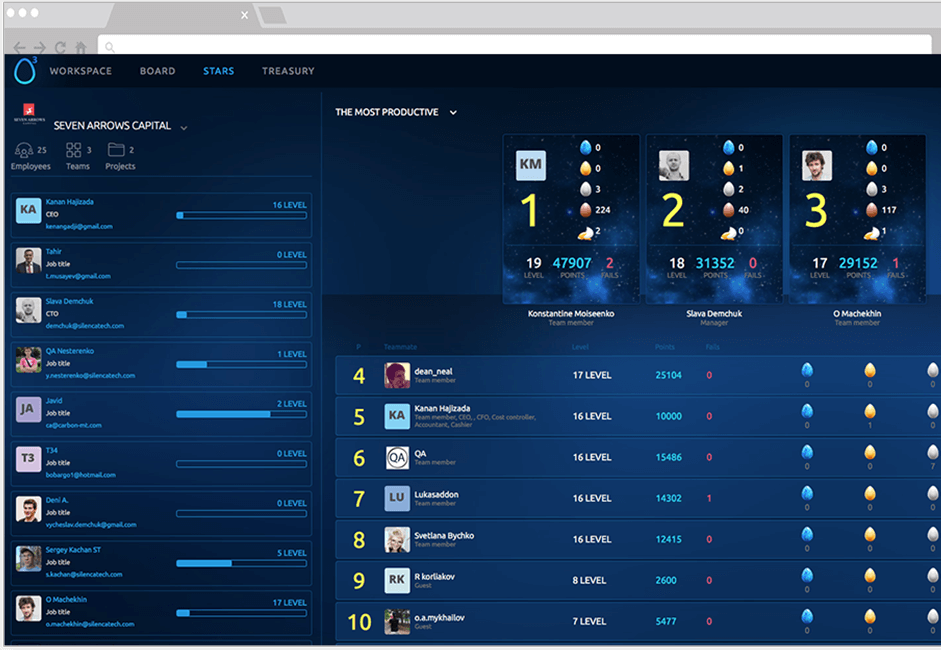 x
3
WORKSPACE BOARD STARS TREASURY
SEVEN ARROWS
SEVEN ARROWS CAPITAL
25 3 2
Employees Teams Projects
KA
Kanan Hajizada
16 LEVEL
CEO
kenangadji@gmail.com
Tahir
0 LEVEL
Job title
t.musayev@gmail.com
Slava Demchuk
18 LEVEL
CTO
demchuk@silencatech.com
QA Nesterenko
1 LEVEL
Job title
y.nesterenko@silencatech.com
JA
Javid
2 LEVEL
Job title
ca@carbon-mt.com
T3
T34
0 LEVEL
Job title
bobargo1@hotmail.com
Deni A.
0 LEVEL
Job title
vycheslav.demchuk@gmail.com
Sergey Kachan ST
5 LEVEL
Job title
s.kachan@silencatech.com
O Machekhin
17 LEVEL
Job title
o.machekhin@silencatech.com
THE MOST PRODUCTIVE
KM
1
0
0
3
224
2
19 47907 2
LEVEL POINTS FAILS
Konstantine Moiseenko
Team member
2
0
1
2
40
0
18 31352 0
LEVEL POINTS FAILS
Slava Demchuk
Manager
3
0
0
3
117
1
17 29152 1
LEVEL POINTS FAILS
O Machekhin
Team member
P Teammate Level Points Fails
4 dean_neal 17 LEVEL 25104 0
Team member
0 0 0
5 KA Kanan Hajizada 16 LEVEL 10000 0
Team member, CEO, , CFO, Cost controller,
Accountant, Cashier
0 1 0
6 QA QA 16 LEVEL 15486 0
Team member
0 0 7
7 LU Lukasaddon 16 LEVEL 14302 1
Team member
0 0 0
8 Svetlana Bychko 16 LEVEL 12415 0
Team member
0 0 0
9 RK R korliakov 8 LEVEL 2600 0
Guest
0 0 0
10 o.a.mykhailov 7 LEVEL 5477 0
Guest
0 0 0